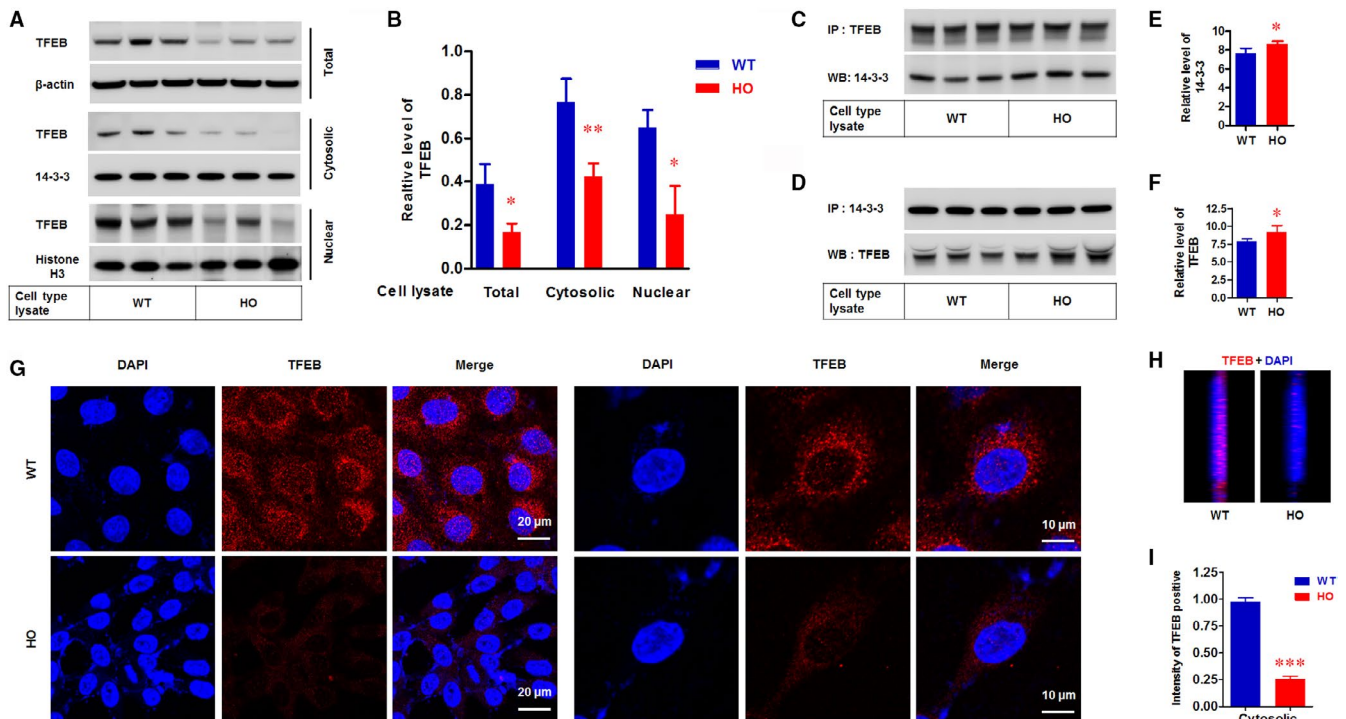 A
TFEB
β-actin
Total
TFEB
14-3-3
Cytosolic
TFEB
Histone
H3
Nuclear
Cell type
lysate
WT
HO
B
Realtive level of
TFEB
1.0
0.8
0.6
0.4
0.2
0.0
WT
HO
*
**
*
Cell lysate
Total
Cytosolic
Nuclear
C
IP : TFEB
WB: 14-3-3
Cell type
lysate
WT
HO
D
IP : 14-3-3
WB : TFEB
Cell type
lysate
WT
HO
E
Relative level of
14-3-3
10
8
6
4
2
0
*
WT
HO
F
Relative level of
TFEB
12.5
10.0
7.5
5.0
2.5
0.0
*
WT
HO
G
DAPI
TFEB
Merge
DAPI
TFEB
Merge
WT
20 µm
10 µm
HO
20 µm
10 µm
H
TFEB + DAPI
WT
HO
I
Intensity of TFEB positive
1.25
1.00
0.75
0.50
0.25
0.00
WT
HO
***
Cytosolic